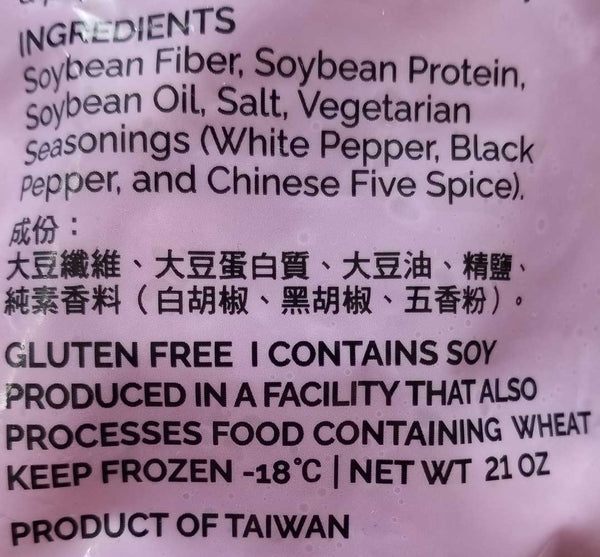 INGREDIENTS
Soybean Fiber, Soybean Protein,
Soybean Oil, Salt, Vegetarian
Seasonings (White Pepper, Black
Pepper, and Chinese Five Spice).
成份：
大豆纖維、大豆蛋白質、大豆油、精鹽、
純素香料（白胡椒、黑胡椒、五香粉）。
GLUTEN FREE I CONTAINS SOY
PRODUCED IN A FACILITY THAT ALSO
PROCESSES FOOD CONTAINING WHEAT
KEEP FROZEN -18°C | NET WT 21 OZ
PRODUCT OF TAIWAN